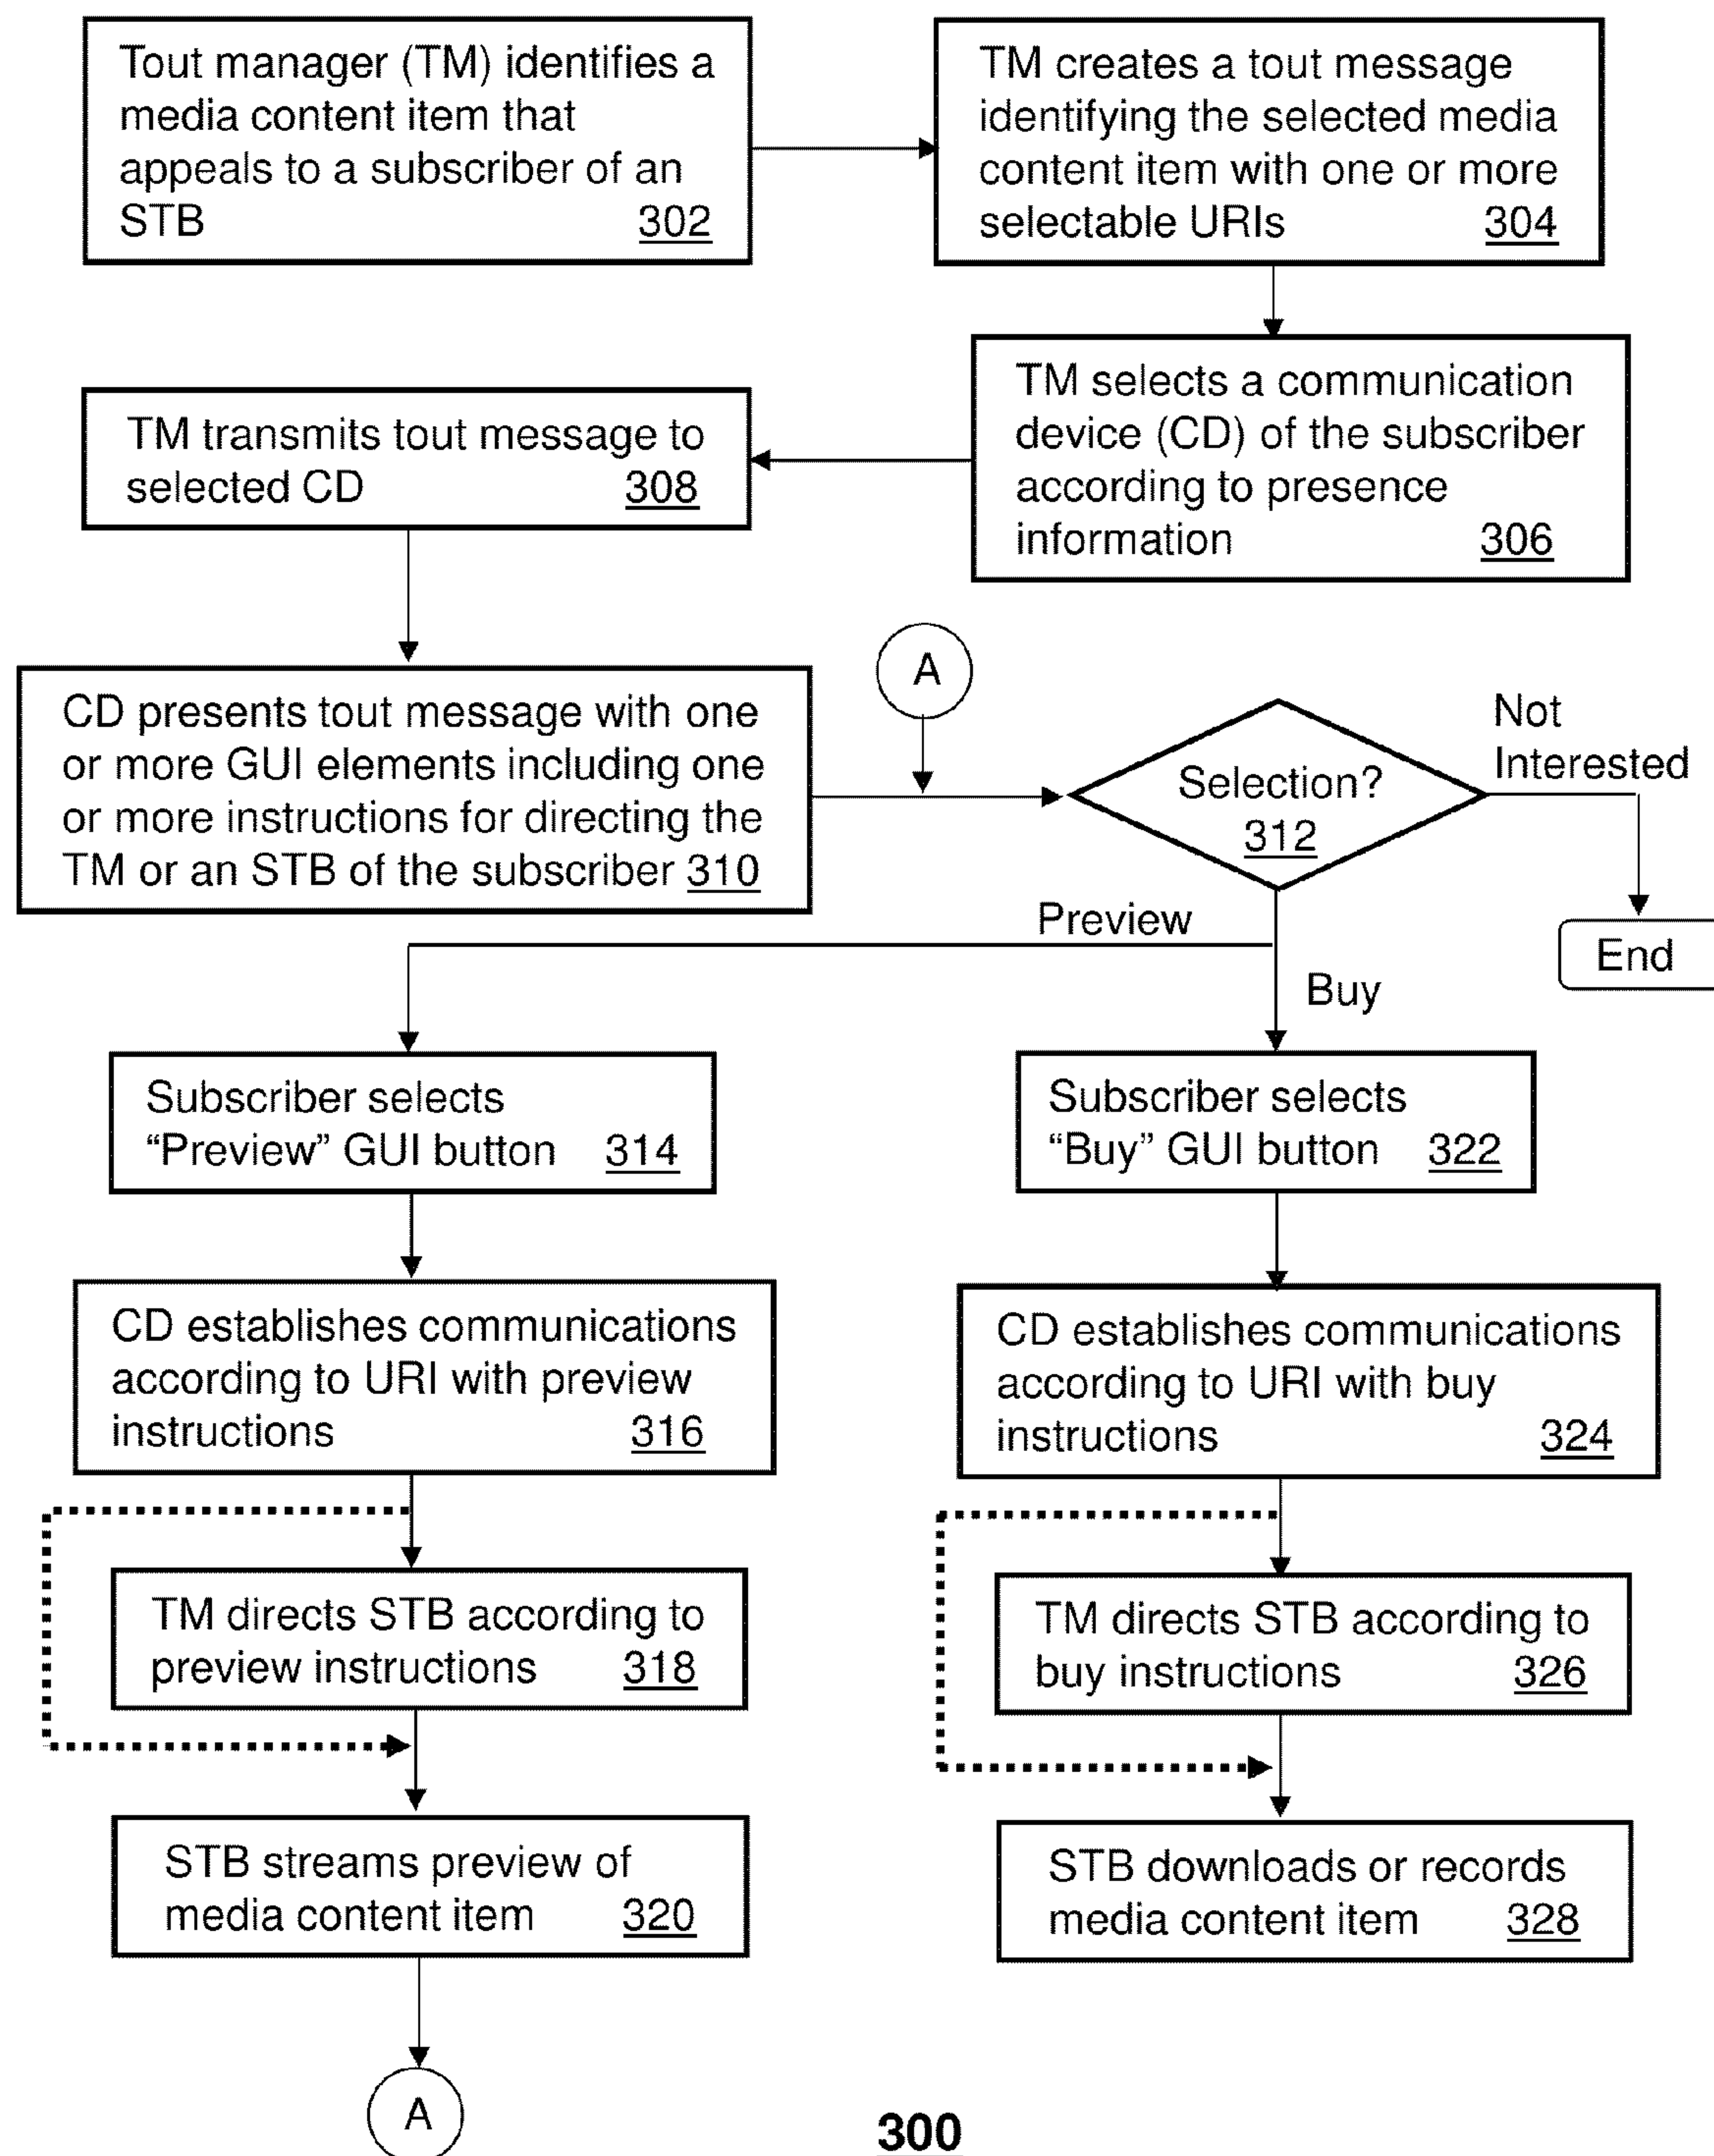 Tout manager (TM) identifies a
media content item that
appeals to a subscriber of an
STB 302
TM creates a tout message
identifying the selected media
content item with one or more
selectable URIs 304
TM selects a communication
device (CD) of the subscriber
according to presence
information 306
TM transmits tout message to
selected CD 308
CD presents tout message with one
or more GUI elements including one
or more instructions for directing the
TM or an STB of the subscriber 310
A
Selection?
312
Not
Interested
End
Preview
Buy
Subscriber selects
“Preview” GUI button 314
CD establishes communications
according to URI with preview
instructions 316
TM directs STB according to
preview instructions 318
STB streams preview of
media content item 320
A
Subscriber selects
“Buy” GUI button 322
CD establishes communications
according to URI with buy
instructions 324
TM directs STB according to
buy instructions 326
STB downloads or records
media content item 328
300